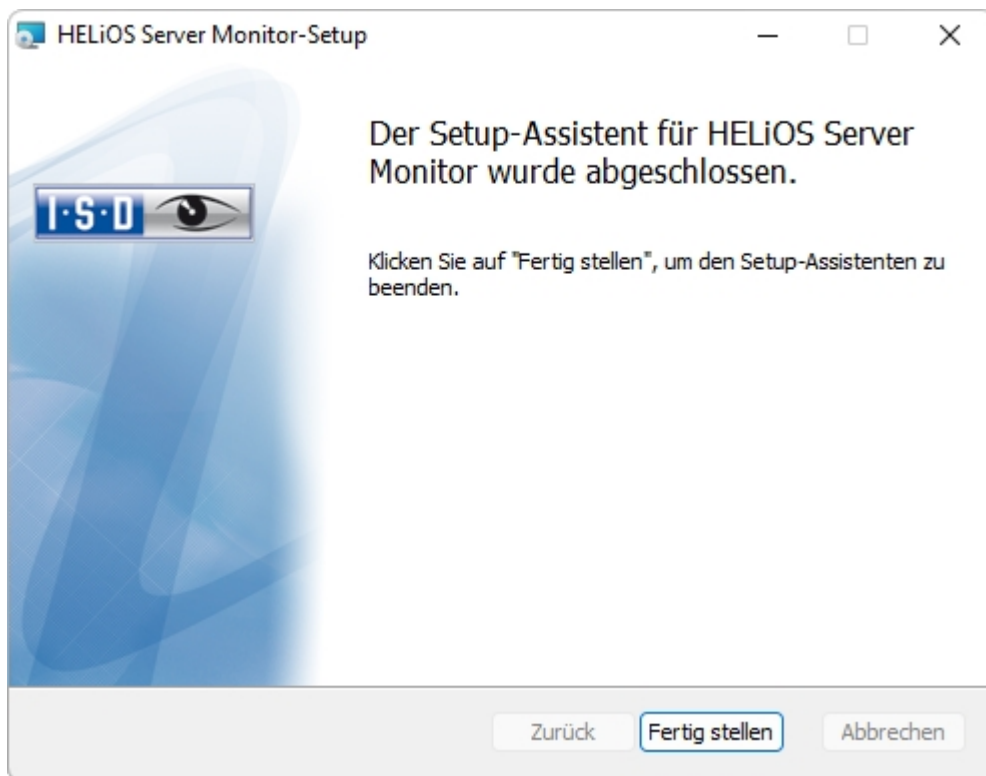 HELiOS Server Monitor-Setup
I·S·D
Der Setup-Assistent für HELiOS Server
Monitor wurde abgeschlossen.
Klicken Sie auf "Fertig stellen", um den Setup-Assistenten zu
beenden.
Zurück
Fertig stellen
Abbrechen